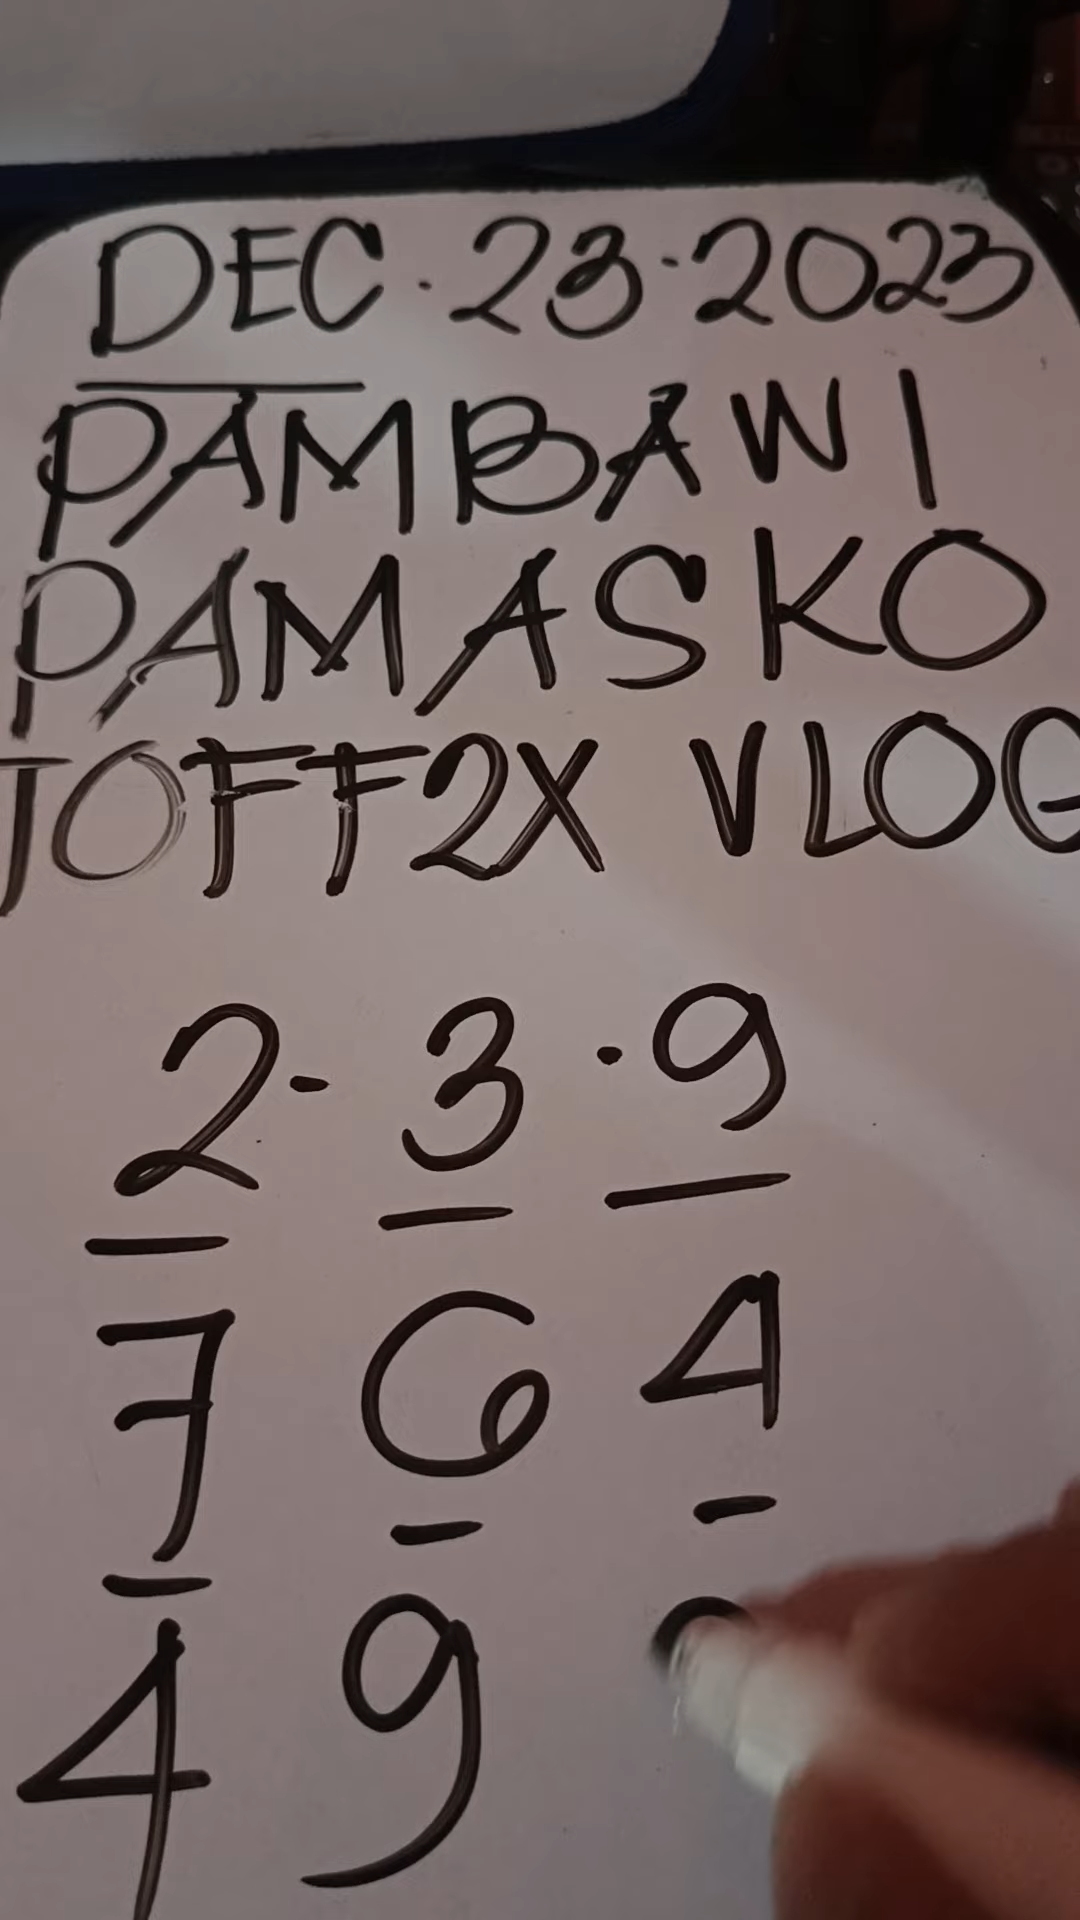 DEC.23.2023
PAMBAWI
PAMASKO
JOFF2X VLOG
2-3.9
7 6 4
4 9